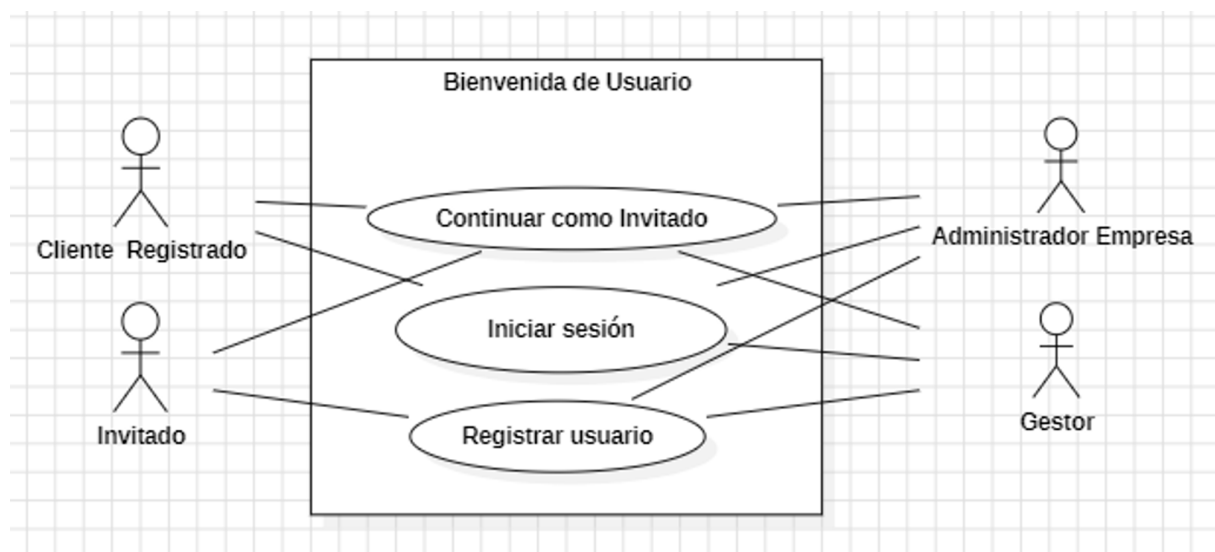 Bienvenida de Usuario
Continuar como Invitado
Cliente Registrado
Administrador Empresa
Iniciar sesión
Invitado
Registrar usuario
Gestor